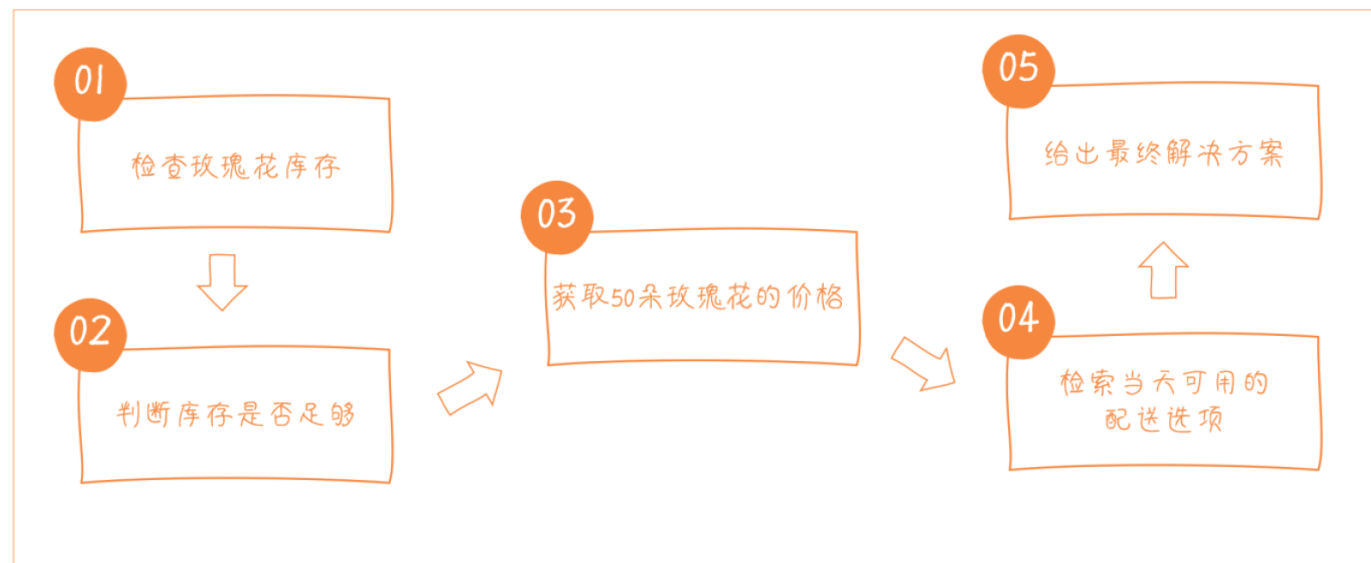 01
检查玫瑰花库存
02
判断库存是否足够
03
获取50朵玫瑰花的价格
04
检索当天可用的
配送选项
05
给出最终解决方案